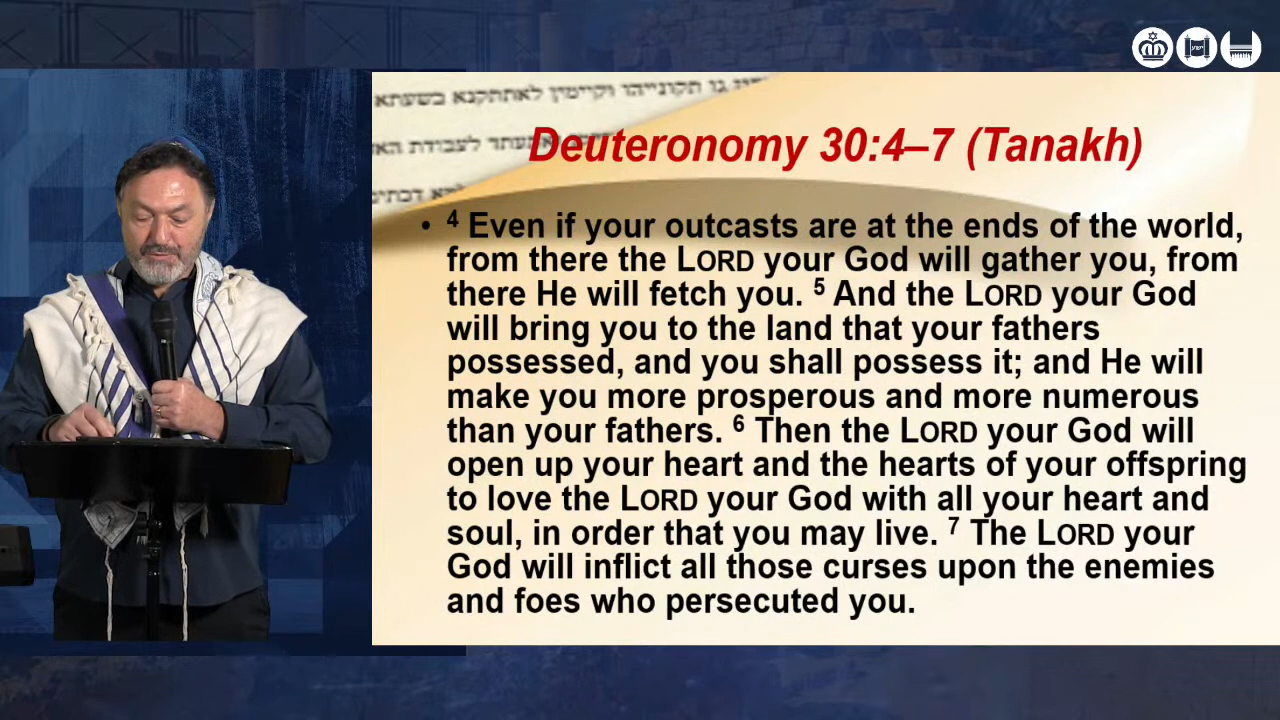 תקונייהו וקיימין לאתתקנא בשעתא
לעבודת
Deuteronomy 30:4–7 (Tanakh)
• 4 Even if your outcasts are at the ends of the world,
from there the LORD your God will gather you, from
there He will fetch you. 5 And the LORD your God
will bring you to the land that your fathers
possessed, and you shall possess it; and He will
make you more prosperous and more numerous
than your fathers. 6 Then the LORD your God will
open up your heart and the hearts of your offspring
to love the LORD your God with all your heart and
soul, in order that you may live. 7 The LORD your
God will inflict all those curses upon the enemies
and foes who persecuted you.